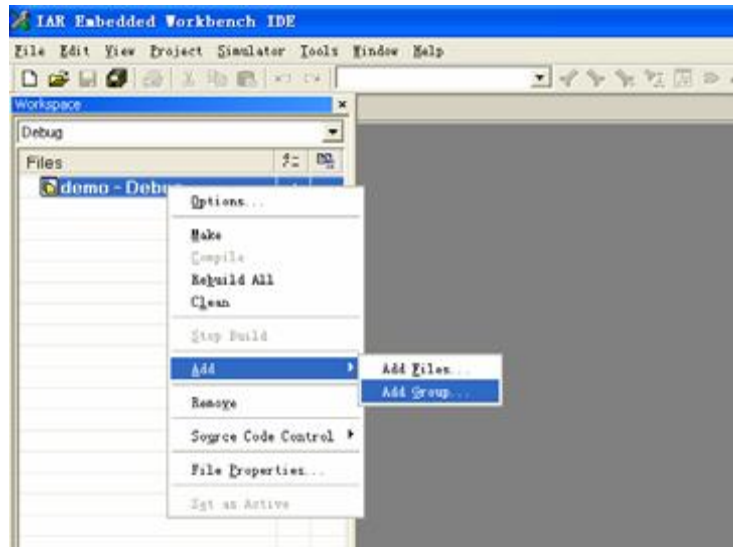 IAR Embedded Workbench IDE
File Edit View Project Simulator Tools Window Help
Workspace
Debug
Files
demo - Debug
Options...
Make
Compile
Rebuild All
Clean
Stop Build
Add
Add Files...
Add Group...
Remove
Source Code Control
File Properties...
Set as Active